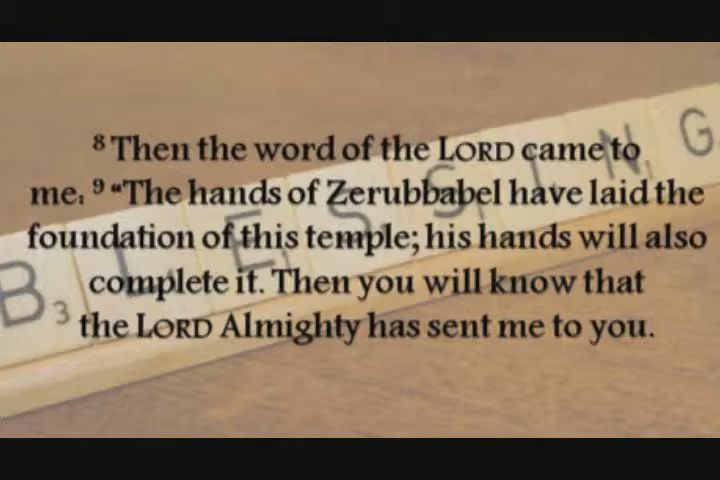 ⁸ Then the word of the LORD came to
me: ⁹ “The hands of Zerubbabel have laid the
foundation of this temple; his hands will also
complete it. Then you will know that
the LORD Almighty has sent me to you.
B3 L E S S I N G